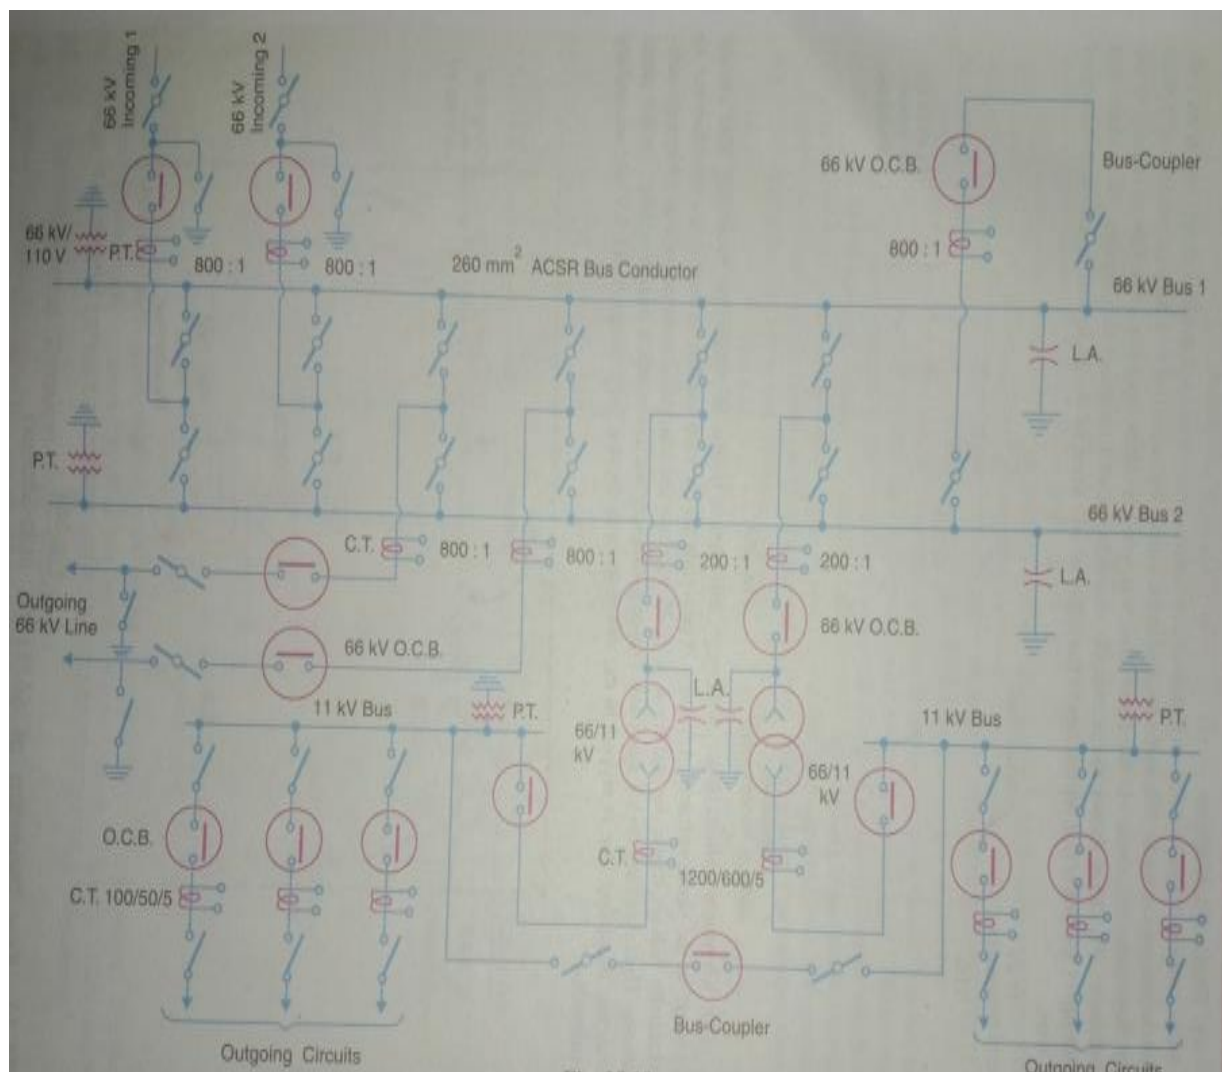 66 kV
Incoming 1
66 kV
Incoming 2
66 kV O.C.B.
Bus-Coupler
66 kV/
110 V
P.T.
800 : 1
800 : 1
260 mm2 ACSR Bus Conductor
800 : 1
66 kV Bus 1
L.A.
P.T.
66 kV Bus 2
C.T.
800 : 1
800 : 1
200 : 1
200 : 1
L.A.
Outgoing
66 kV Line
66 kV O.C.B.
66 kV O.C.B.
L.A.
11 kV Bus
P.T.
66/11
kV
66/11
kV
11 kV Bus
P.T.
O.C.B.
C.T.
1200/600/5
C.T. 100/50/5
Bus-Coupler
Outgoing Circuits
Outgoing Circuits